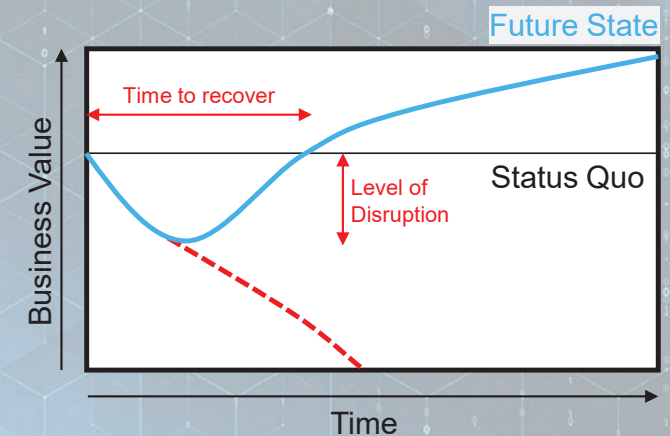 Future State
Time to recover
Business Value
Status Quo
Level of
Disruption
Time